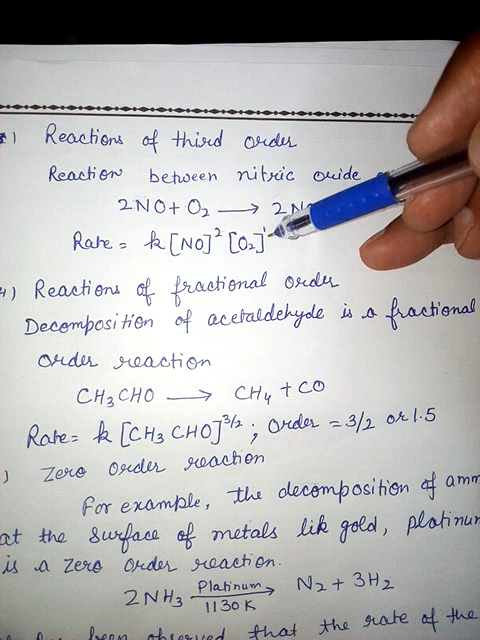 Reactions of third order
Reaction between nitric oxide
2NO + O₂ ⟶ 2N
Rate = k [NO]² [O₂]¹
4) Reactions of fractional order
Decomposition of acetaldehyde is a fractional
order reaction
CH₃CHO ⟶ CH₄ + CO
Rate = k [CH₃CHO]^3/2 ; Order = 3/2 or 1.5
) Zero order reaction
For example, the decomposition of amm
at the surface of metals like gold, platinum
is a zero order reaction.
2NH₃ Platinum ⟶ 1130K N₂ + 3H₂
been observed that the rate of the